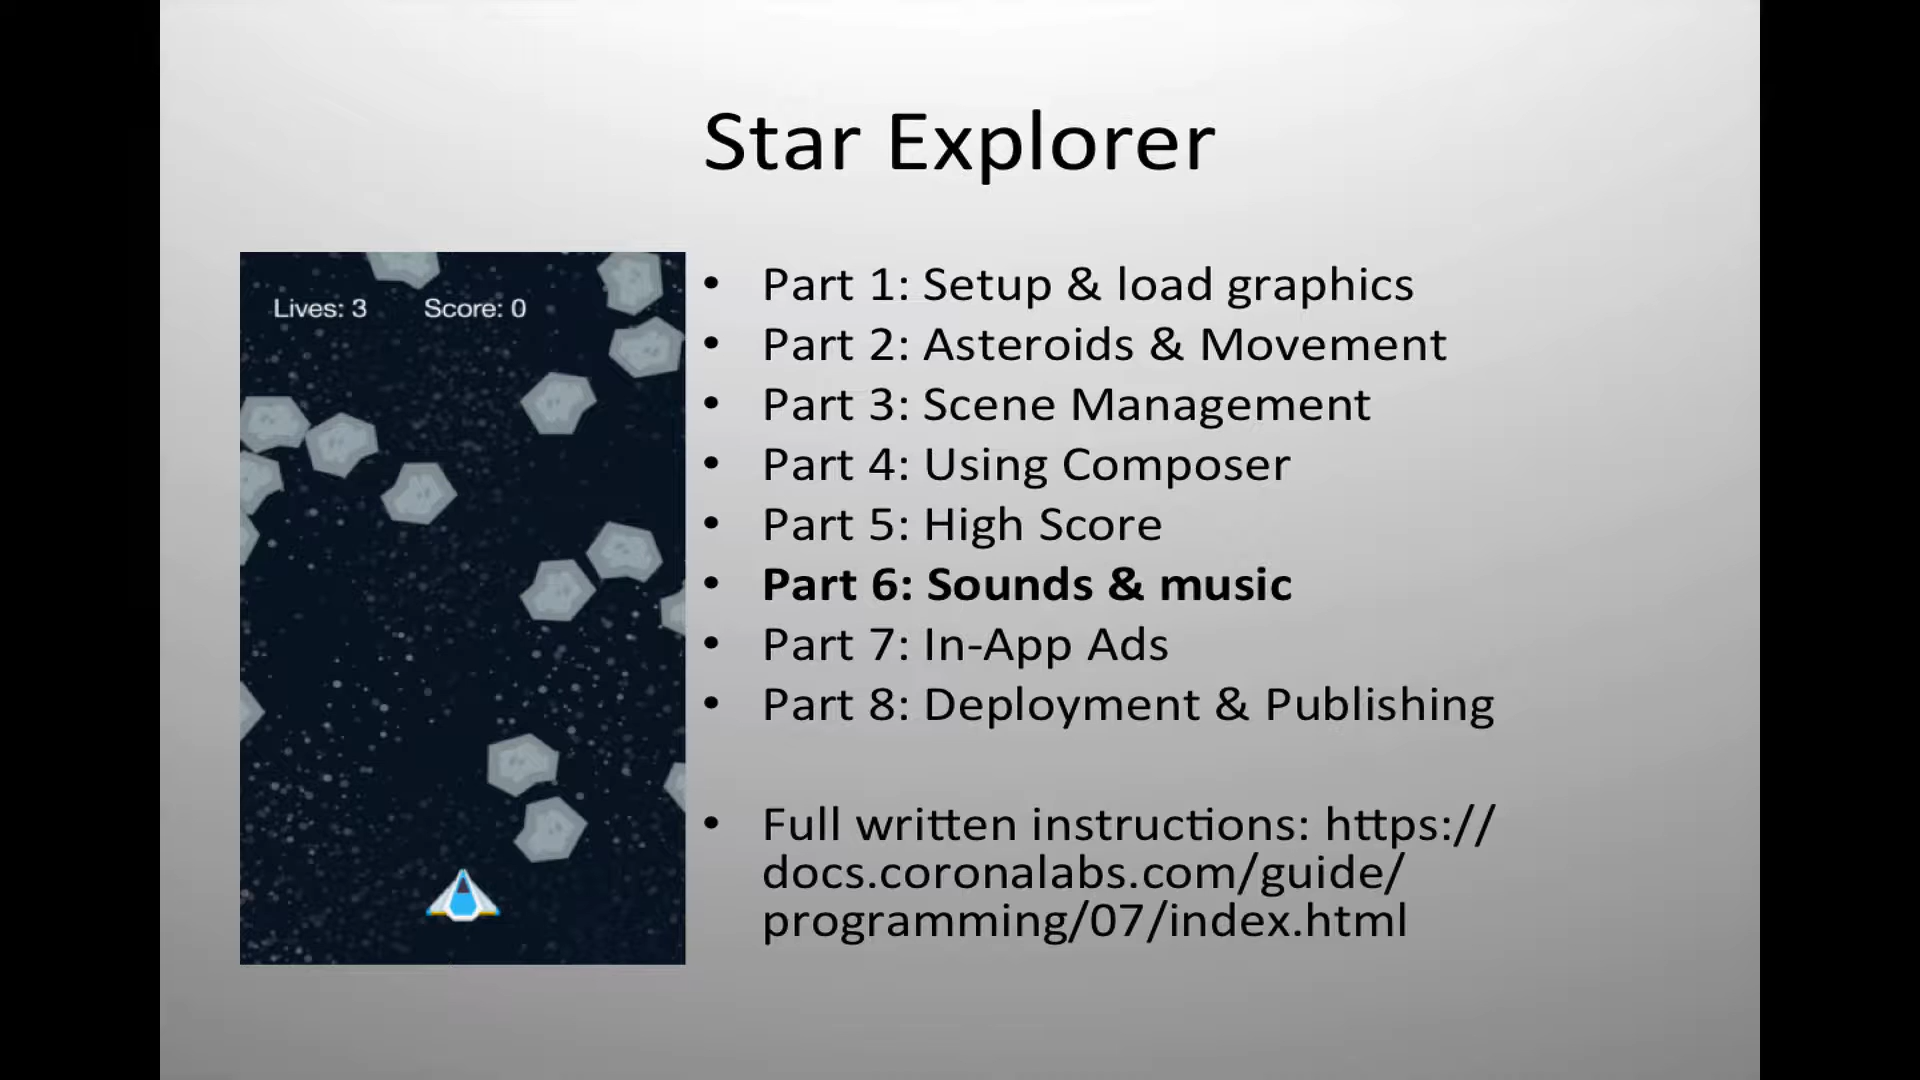 Star Explorer
Lives: 3 Score: 0
• Part 1: Setup & load graphics
• Part 2: Asteroids & Movement
• Part 3: Scene Management
• Part 4: Using Composer
• Part 5: High Score
• Part 6: Sounds & music
• Part 7: In-App Ads
• Part 8: Deployment & Publishing
• Full written instructions: https://
docs.coronalabs.com/guide/
programming/07/index.html